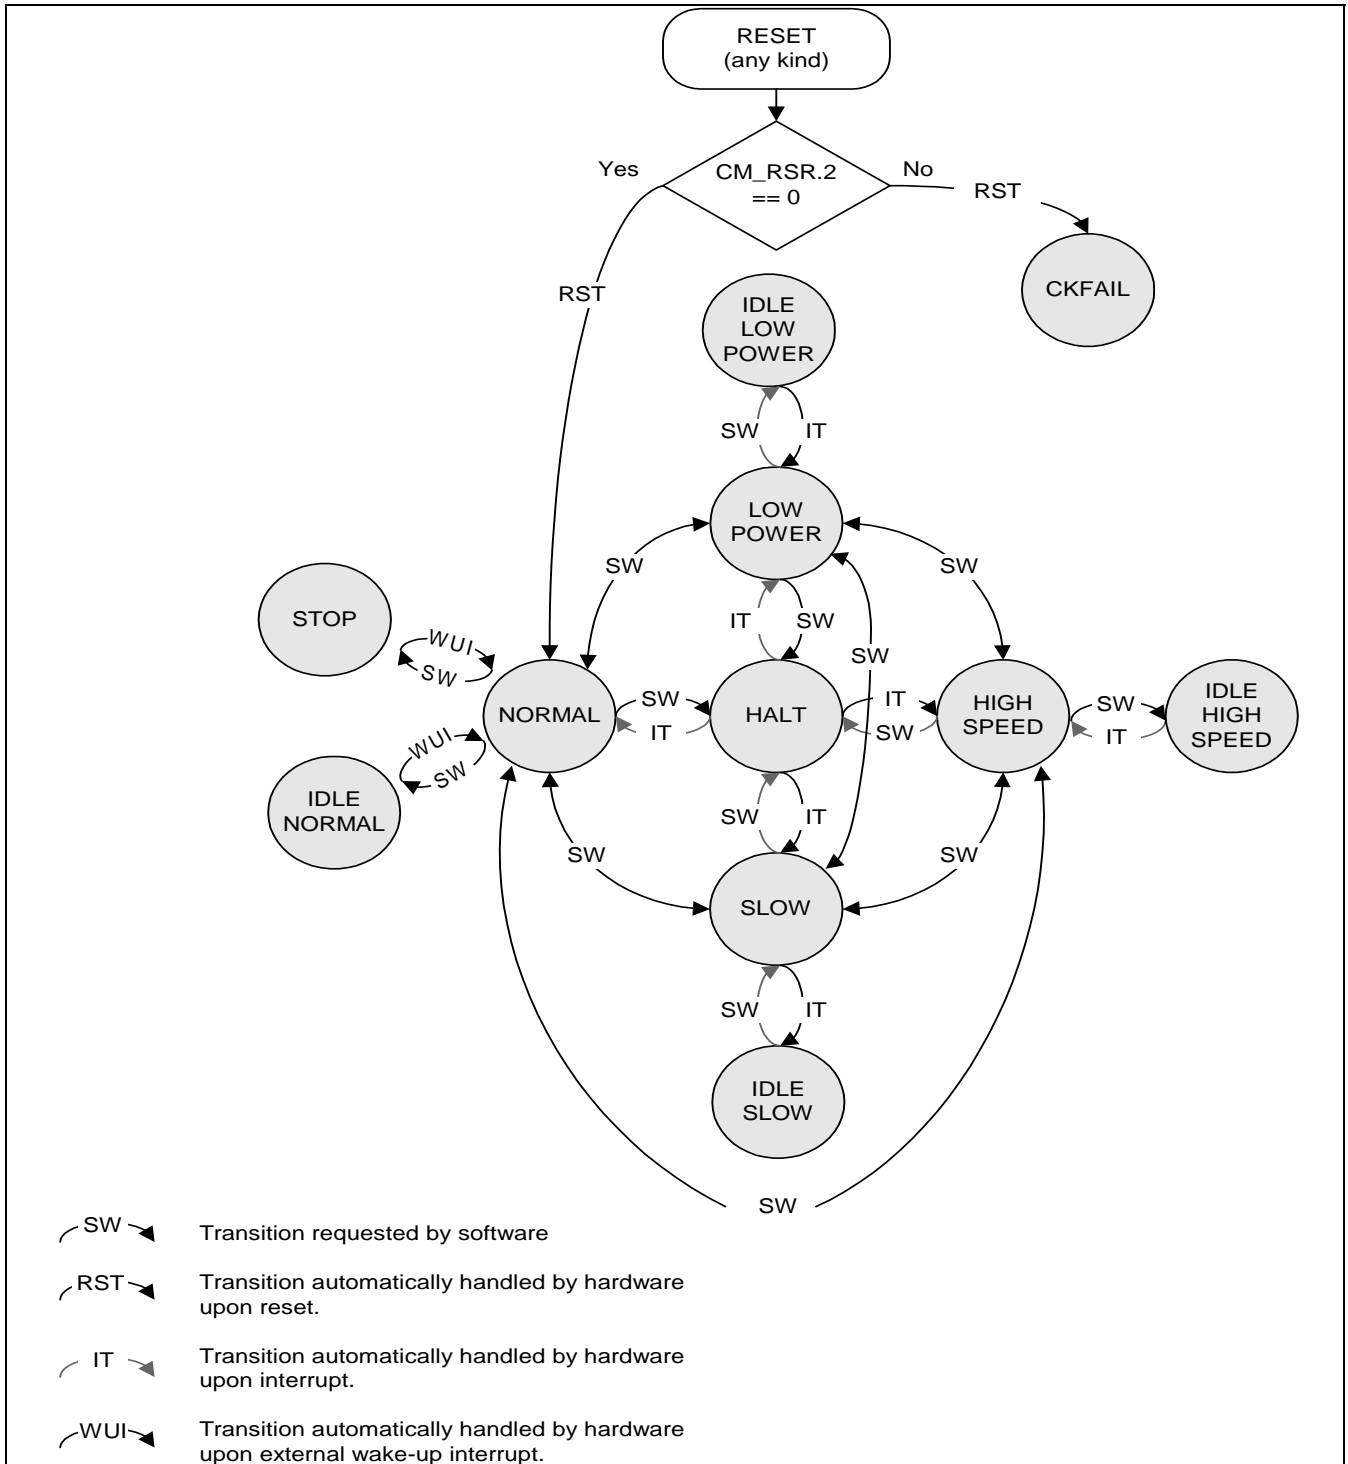 RESET
(any kind)
Yes
CM_RSR.2
== 0
No
RST
CKFAIL
RST
IDLE
LOW
POWER
SW
IT
LOW
POWER
SW
SW
STOP
IT
SW
WUI
SW
SW
NORMAL
SW
IT
HALT
IT
SW
HIGH
SPEED
SW
IT
IDLE
HIGH
SPEED
WUI
SW
IDLE
NORMAL
SW
IT
SW
SW
SLOW
SW
IT
IDLE
SLOW
SW
SW
Transition requested by software
RST
Transition automatically handled by hardware
upon reset.
IT
Transition automatically handled by hardware
upon interrupt.
WUI
Transition automatically handled by hardware
upon external wake-up interrupt.